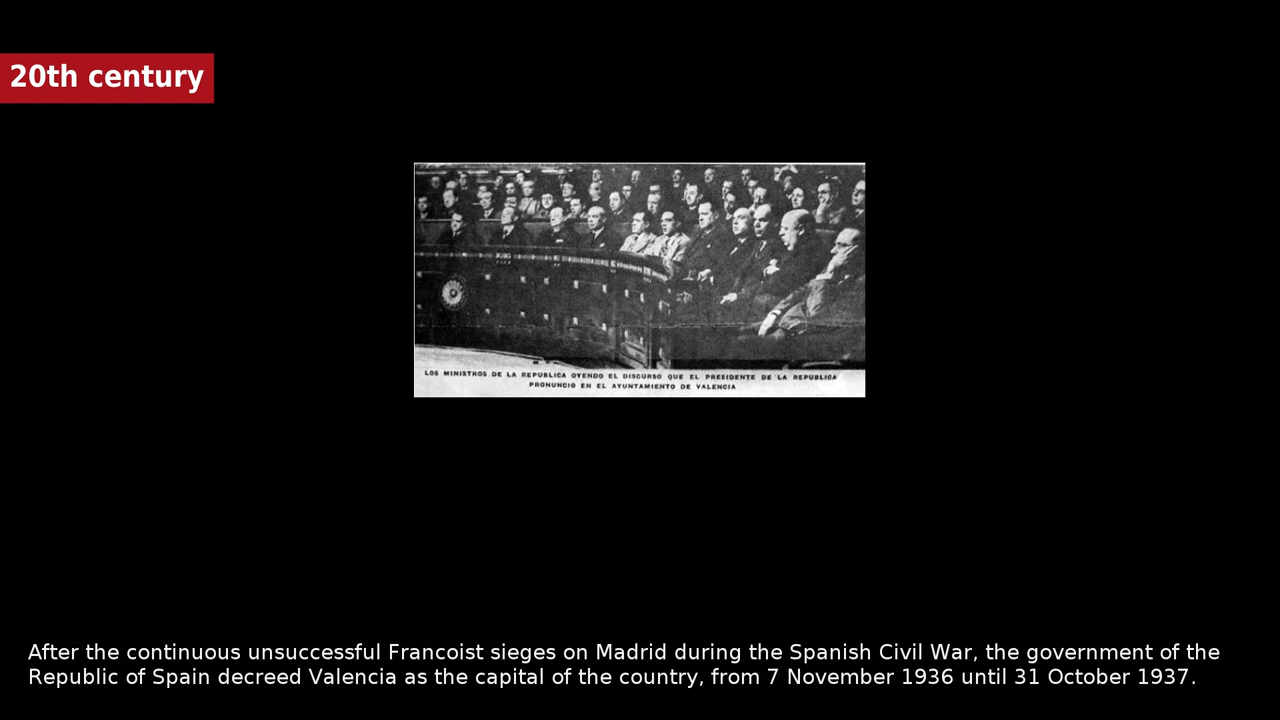 20th century
LOS MINISTROS DE LA REPUBLICA OYENDO EL DISCURSO QUE EL PRESIDENTE DE LA REPUBLICA
PRONUNCIO EN EL AYUNTAMIENTO DE VALENCIA
After the continuous unsuccessful Francoist sieges on Madrid during the Spanish Civil War, the government of the
Republic of Spain decreed Valencia as the capital of the country, from 7 November 1936 until 31 October 1937.